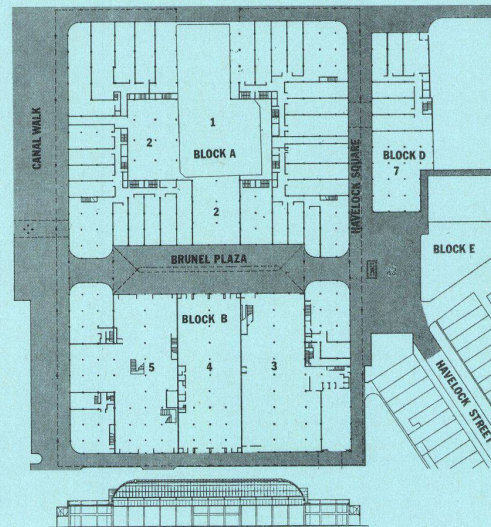 CANAL WALK
1
2
BLOCK A
HAVELOCK SQUARE
BLOCK D
7
2
BRUNEL PLAZA
BLOCK E
BLOCK B
5
4
3
HAVELOCK STREET